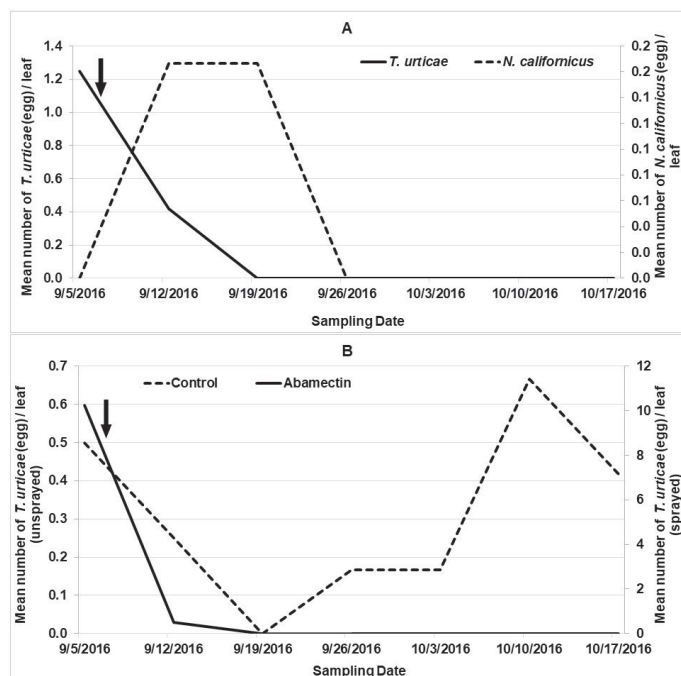 A
T. urticae
N. californicus
Mean number of T. urticae (egg) / leaf
1.4
1.2
1.0
0.8
0.6
0.4
0.2
0.0
0.2
0.2
0.1
0.1
0.1
0.1
0.1
0.0
0.0
0.0
Mean number of N. californicus (egg) /
leaf
9/5/2016 9/12/2016 9/19/2016 9/26/2016 10/3/2016 10/10/2016 10/17/2016
Sampling Date
B
Control
Abamectin
Mean number of T. urticae (egg) / leaf
(unsprayed)
0.7
0.6
0.5
0.4
0.3
0.2
0.1
0.0
12
10
8
6
4
2
0
Mean number of T. urticae (egg) / leaf
(sprayed)
9/5/2016 9/12/2016 9/19/2016 9/26/2016 10/3/2016 10/10/2016 10/17/2016
Sampling Date